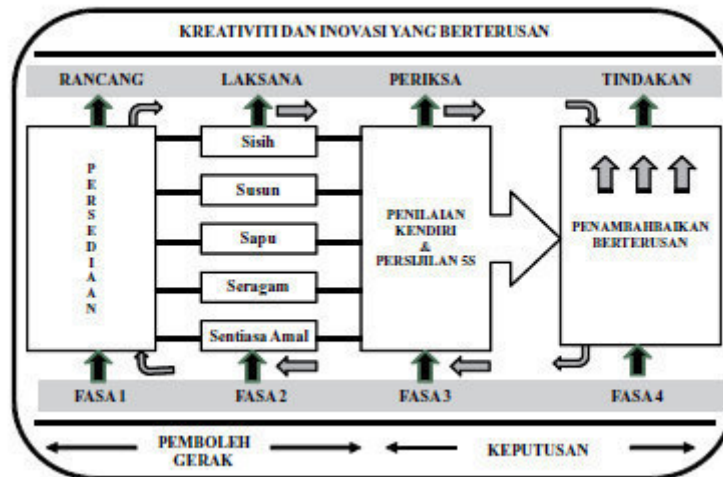 KREATIVITI DAN INOVASI YANG BERTERUSAN
RANCANG
LAKSANA
PERIKSA
TINDAKAN
PERSEDIAAN
Sisih
Susun
Sapu
Seragam
Sentiasa Amal
PENILAIAN
KENDIRI
&
PERSIJILAN 5S
PENAMBAHBAIKAN
BERTERUSAN
FASA 1
FASA 2
FASA 3
FASA 4
PEMBOLEH
GERAK
KEPUTUSAN